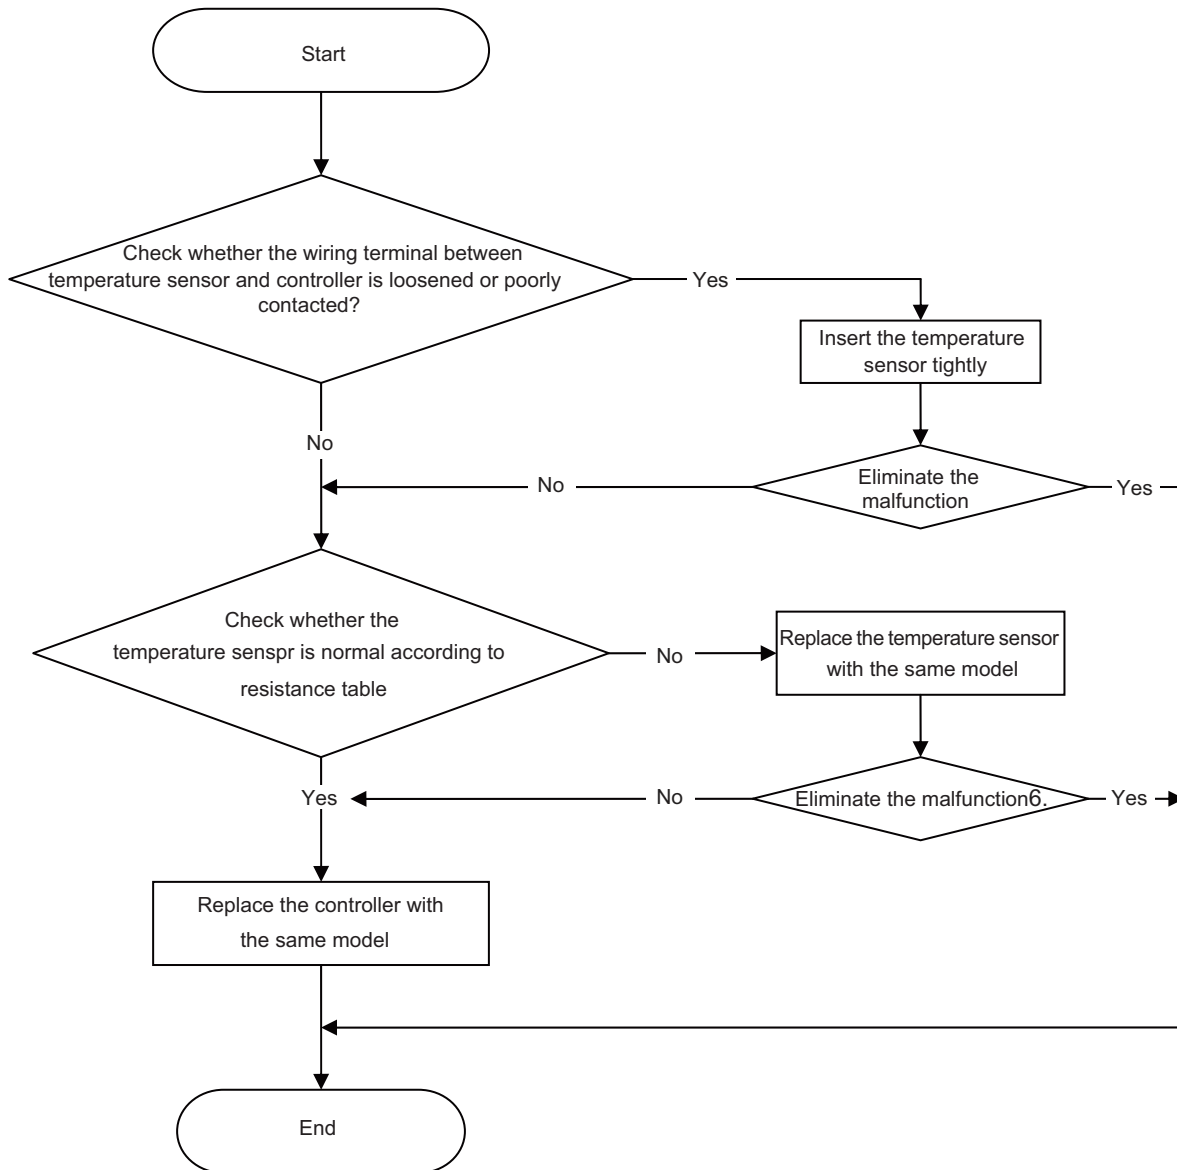 Start
Check whether the wiring terminal between
temperature sensor and controller is loosened or poorly
contacted?
Yes
Insert the temperature
sensor tightly
No
Eliminate the
malfunction
No
Yes
Check whether the
temperature senspr is normal according to
resistance table
No
Replace the temperature sensor
with the same model
Yes
No
Eliminate the malfunction6.
Yes
Replace the controller with
the same model
End